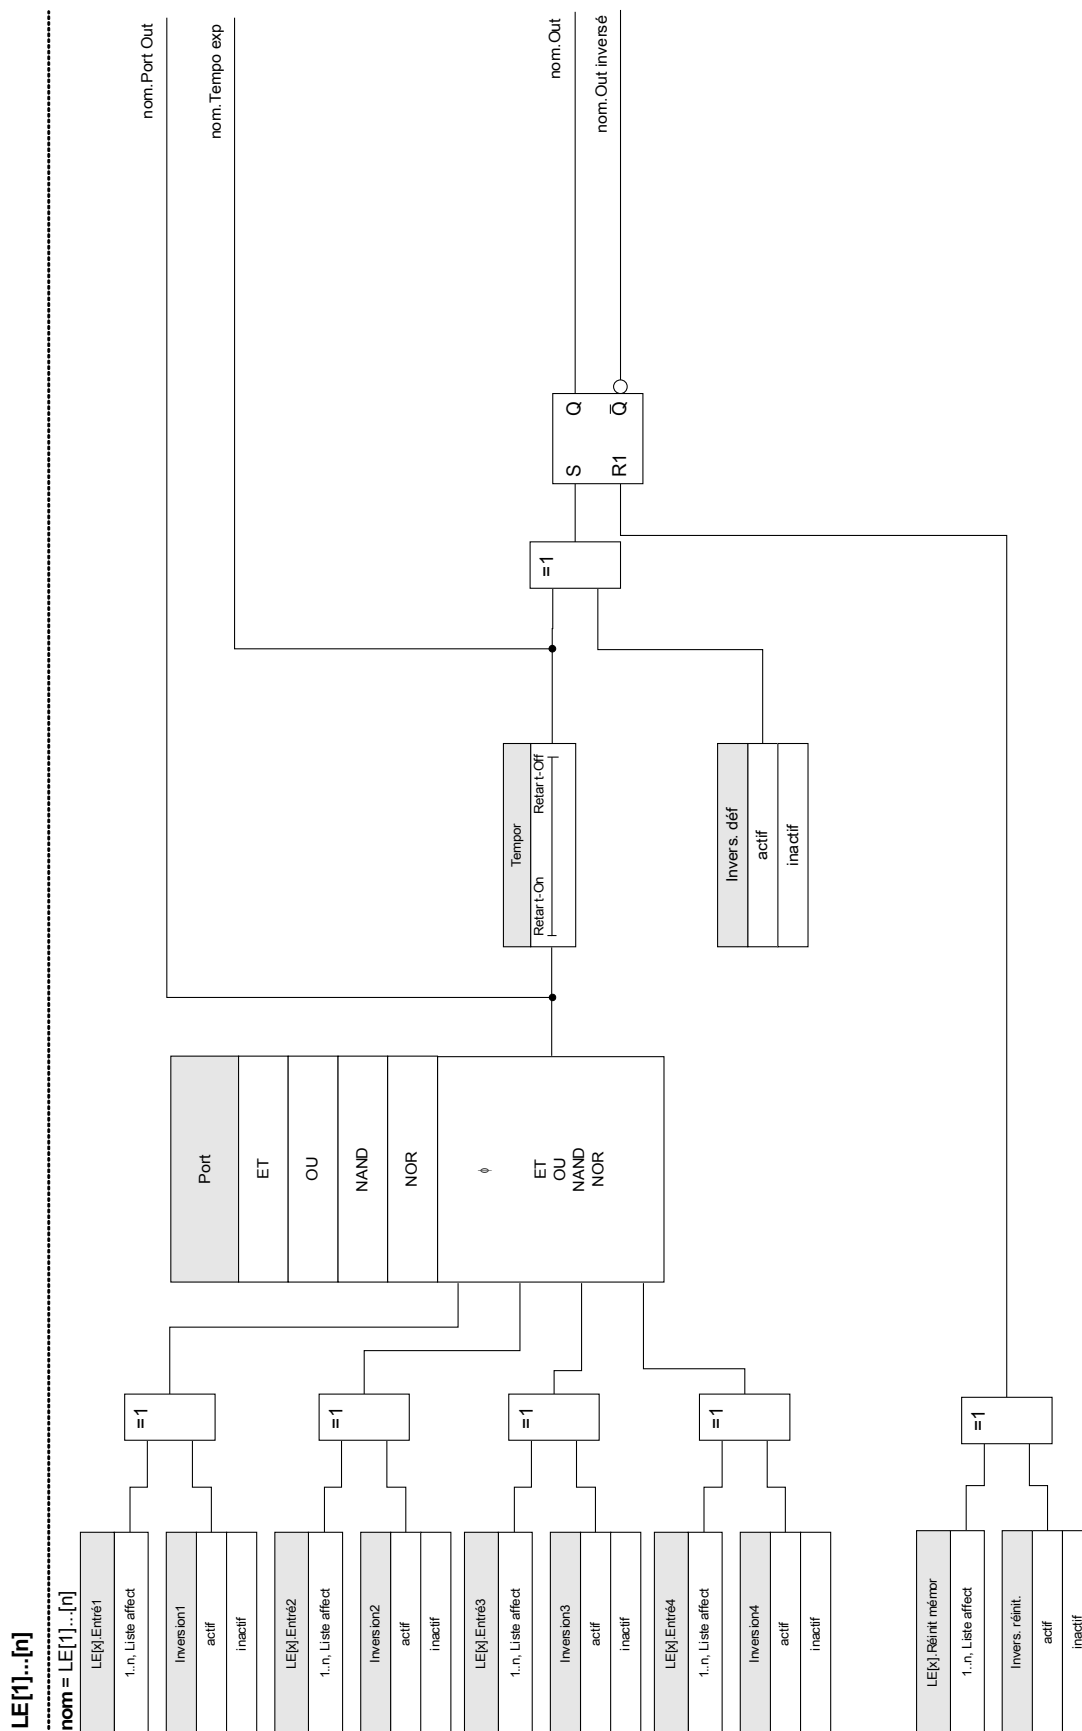 LE[1]...[n]
nom = LE[1]...[n]
LE[x].Entré1
1..n, Liste affect
Inversion1
actif
inactif
LE[x].Entré2
1..n, Liste affect
Inversion2
actif
inactif
LE[x].Entré3
1..n, Liste affect
Inversion3
actif
inactif
LE[x].Entré4
1..n, Liste affect
Inversion4
actif
inactif
LE[x].Réinit mémor
1..n, Liste affect
Invers. réinit.
actif
inactif
=1
=1
=1
=1
=1
Port
ET
OU
NAND
NOR
φ
ET
OU
NAND
NOR
Tempor
Retart-On
Retart-Off
Invers. déf
actif
inactif
=1
S
Q
R1
Q̅
nom.Port Out
nom.Tempo exp
nom.Out
nom.Out inversé